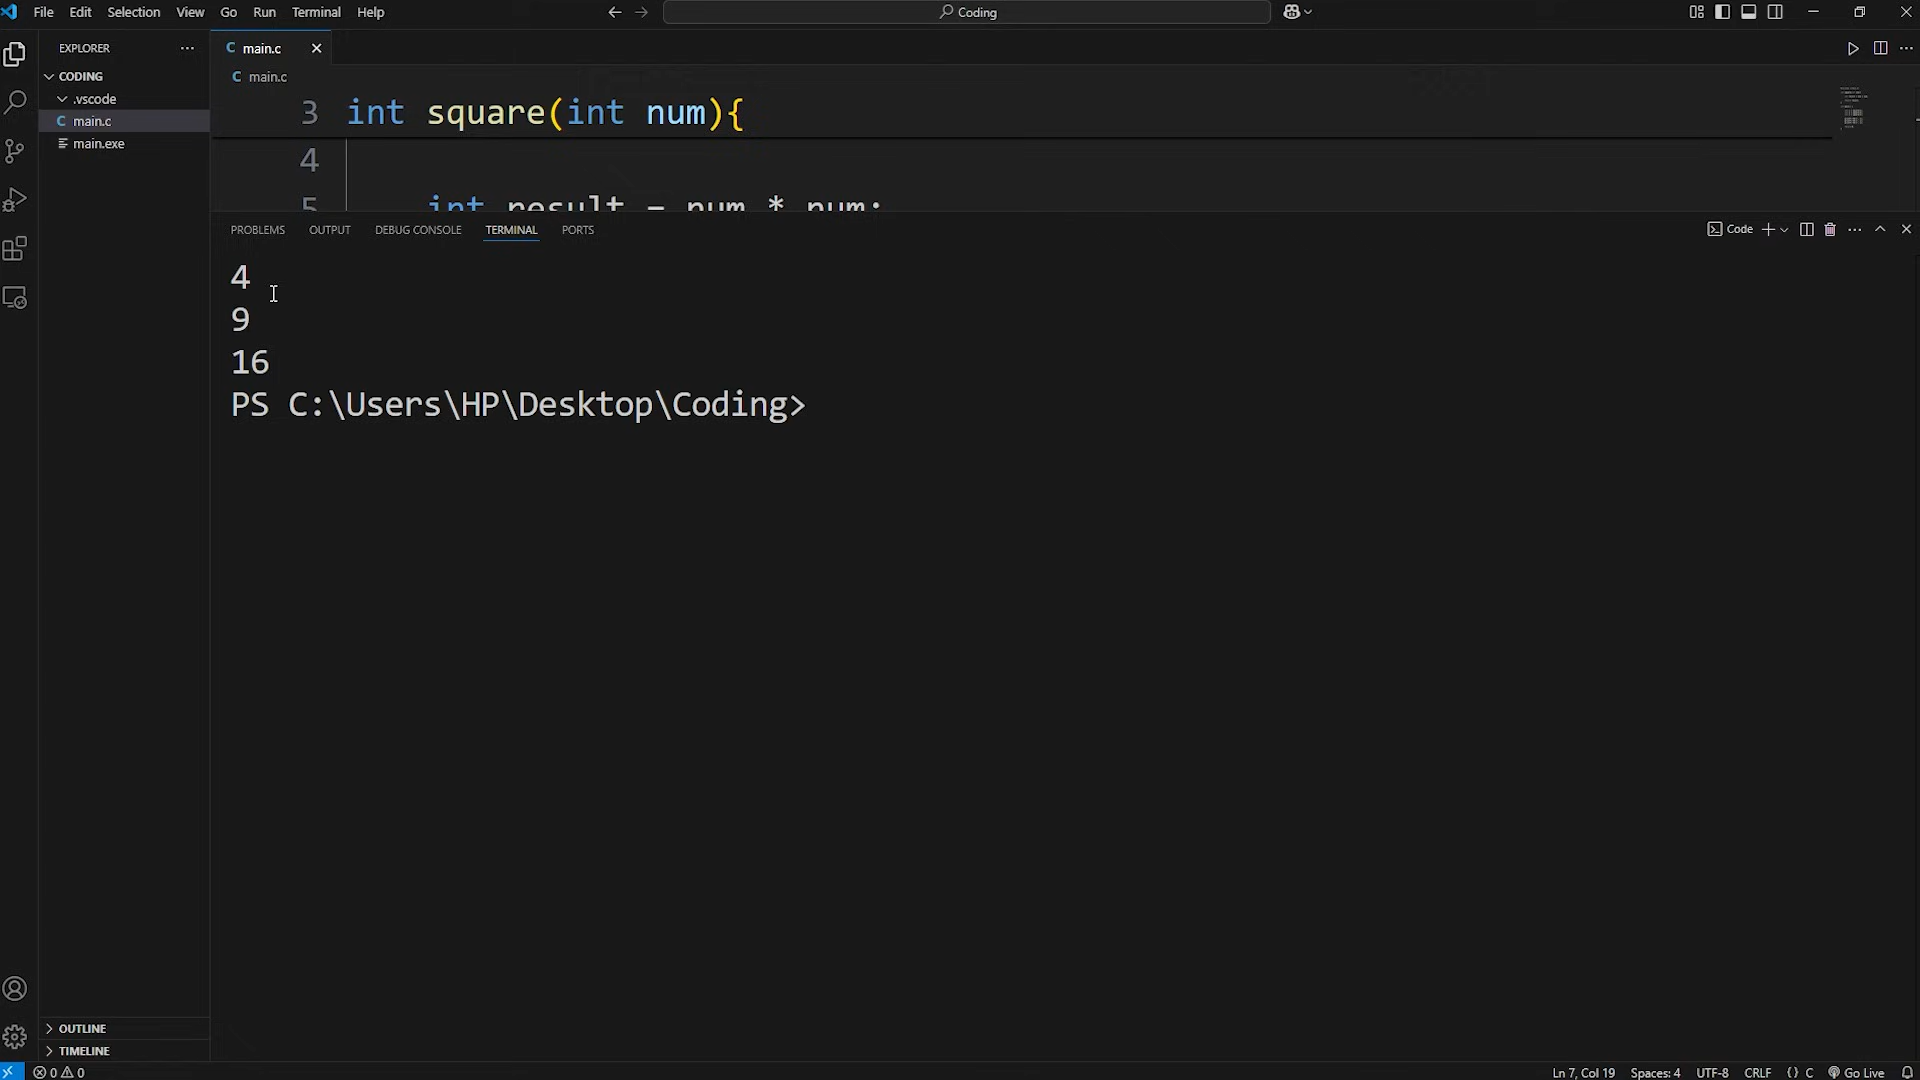 File Edit Selection View Go Run Terminal Help
Coding
EXPLORER
CODING
.vscode
main.c
main.exe
OUTLINE
TIMELINE
main.c
main.c
3 int square(int num){
4
5 int result = num * num;
PROBLEMS OUTPUT DEBUG CONSOLE TERMINAL PORTS
Code
4
9
16
PS C:\Users\HP\Desktop\Coding>
0 0
Ln 7, Col 19 Spaces: 4 UTF-8 CRLF {} C Go Live